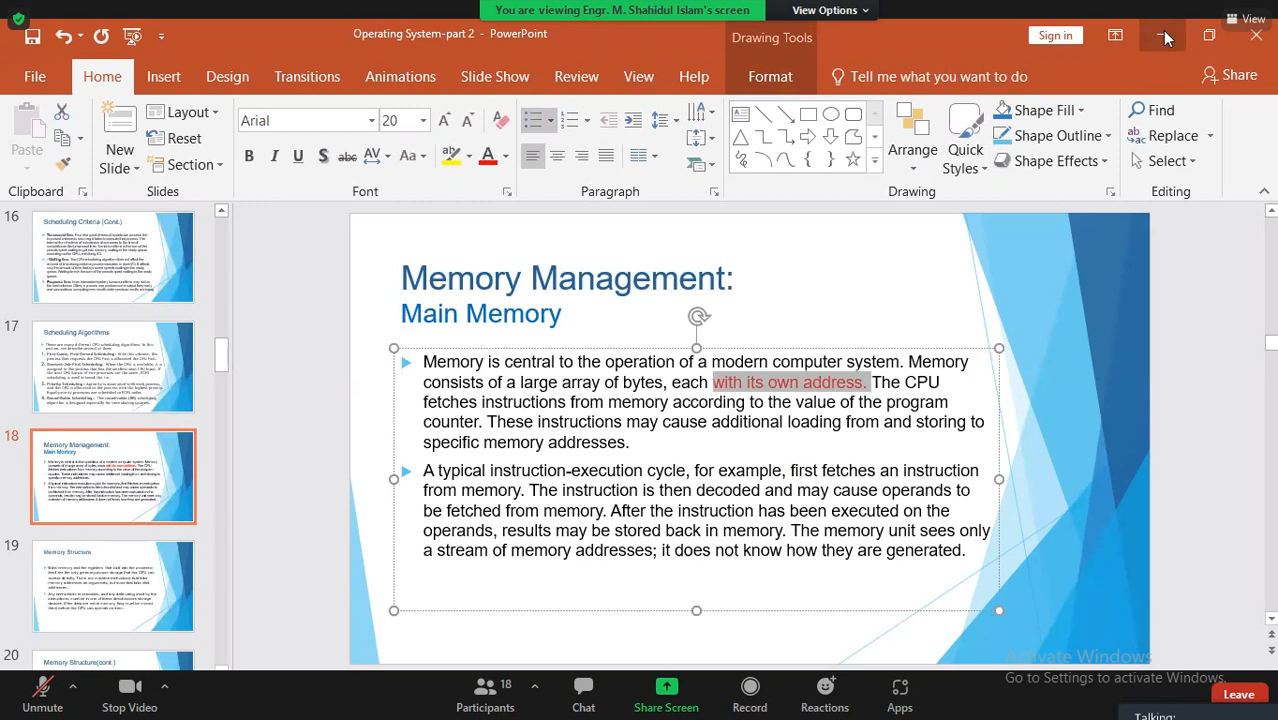 You are viewing Engr. M. Shahidul Islam's screen
View Options
View
Operating System-part 2 - PowerPoint
Drawing Tools
Sign in
File
Home
Insert
Design
Transitions
Animations
Slide Show
Review
View
Help
Format
Tell me what you want to do
Share
Paste
New
Slide
Layout
Reset
Section
Arial
20
Arrange
Quick
Styles
Shape Fill
Shape Outline
Shape Effects
Find
Replace
Select
Clipboard
Slides
Font
Paragraph
Drawing
Editing
16
Scheduling Criteria (Cont.)
17
Scheduling Algorithms
18
Memory Management:
Main Memory
19
Memory Structure
20
Memory Structure(cont.)
Memory Management:
Main Memory
Memory is central to the operation of a modern computer system. Memory
consists of a large array of bytes, each with its own address. The CPU
fetches instructions from memory according to the value of the program
counter. These instructions may cause additional loading from and storing to
specific memory addresses.
A typical instruction-execution cycle, for example, first fetches an instruction
from memory. The instruction is then decoded and may cause operands to
be fetched from memory. After the instruction has been executed on the
operands, results may be stored back in memory. The memory unit sees only
a stream of memory addresses; it does not know how they are generated.
Activate Windows
Go to Settings to activate Windows.
Unmute
Stop Video
18
Participants
Chat
Share Screen
Record
Reactions
Apps
Leave
Talking: